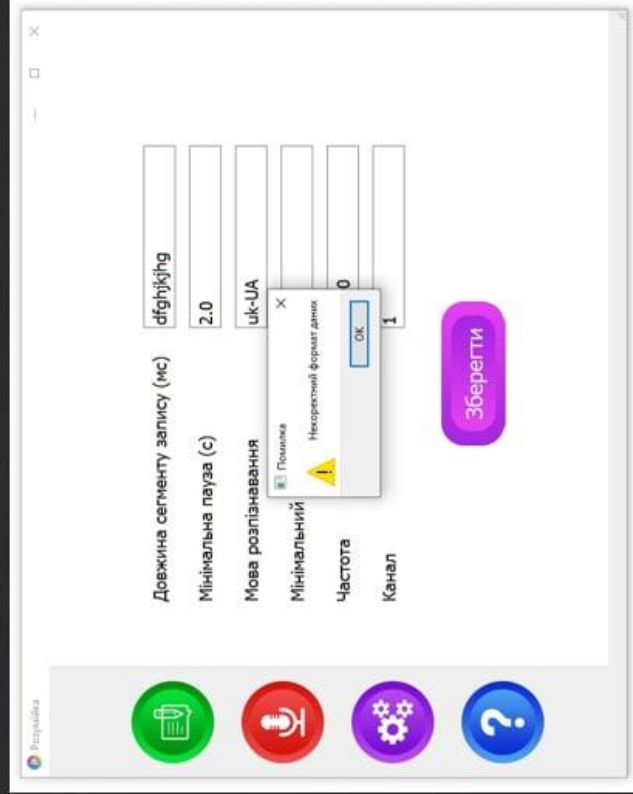 Розумійка
Довжина сегменту запису (мс) dfghjkjhg
Мінімальна пауза (с) 2.0
Мова розпізнавання uk-UA
Мінімальний
Частота 0
Канал 1
Помилка
Некоректний формат даних
OK
Зберегти
?